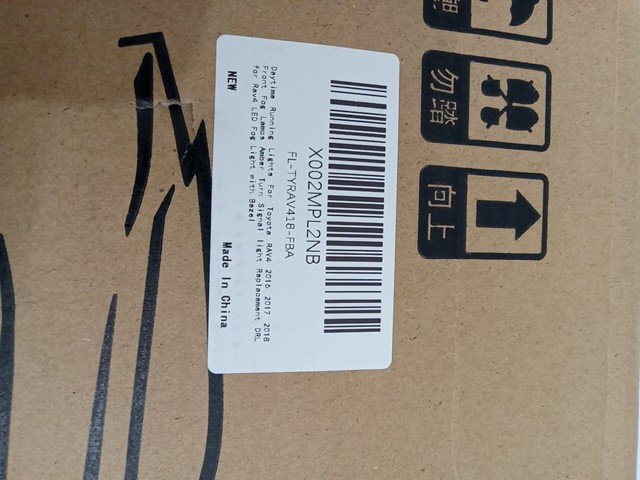 X002MPL2NB
FL-TYRAV418-FBA
Daytime Running Lights For Toyota RAV4 2016 2017 2018
Front Fog Lamps Amber Turn Signal light Replacement DRL
for Rav4 LED Fog Light with Bezel
NEW
Made In China
勿踏
向上